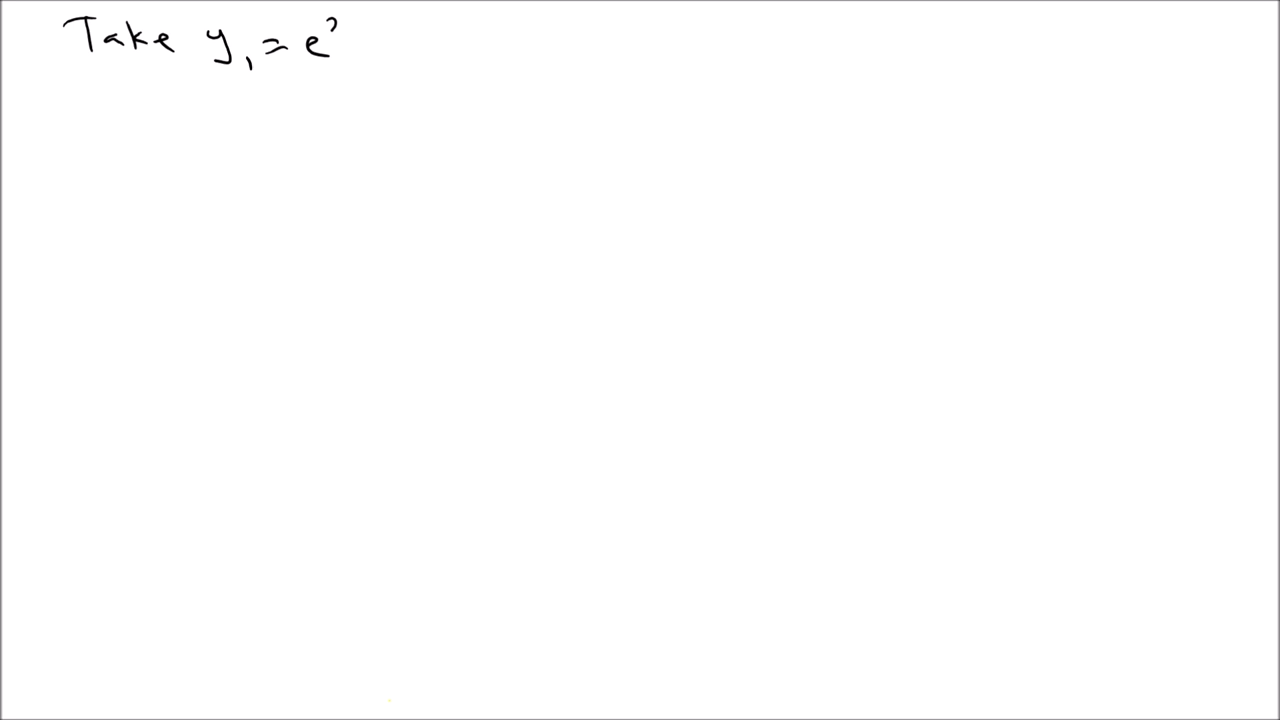 Take y₁ = e^